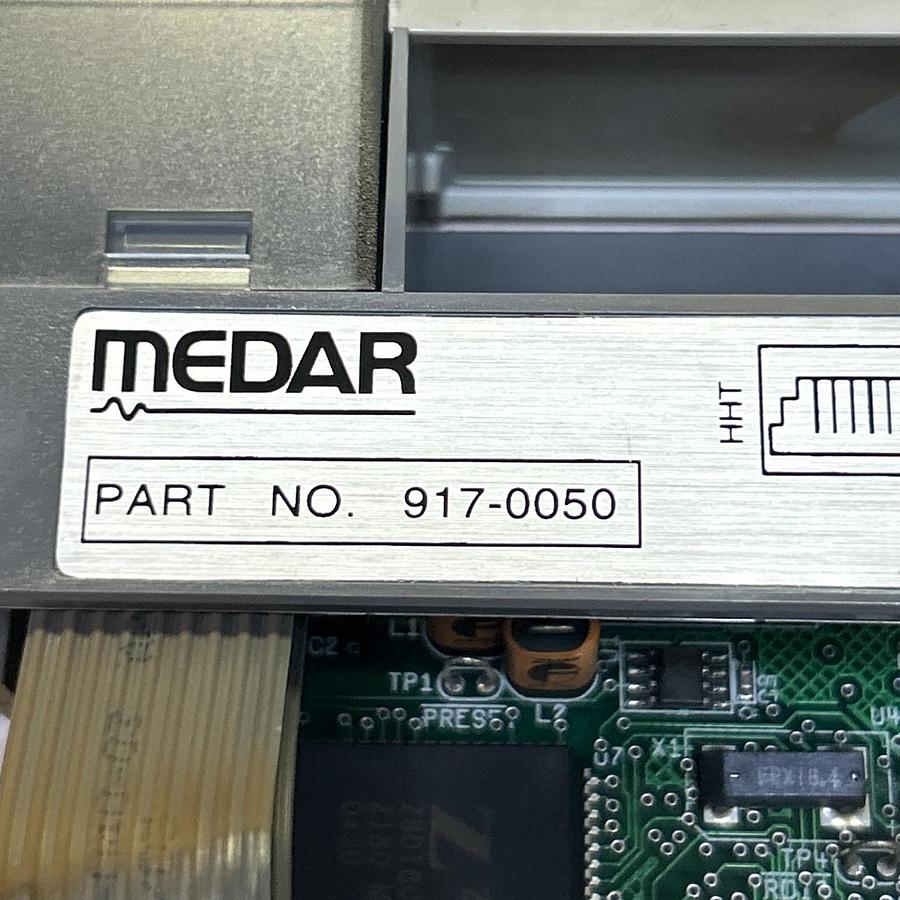 MEDAR
HHT
PART NO. 917-0050
L1
C2
TP1
PRES
L2
U4
U7
X1
TP4